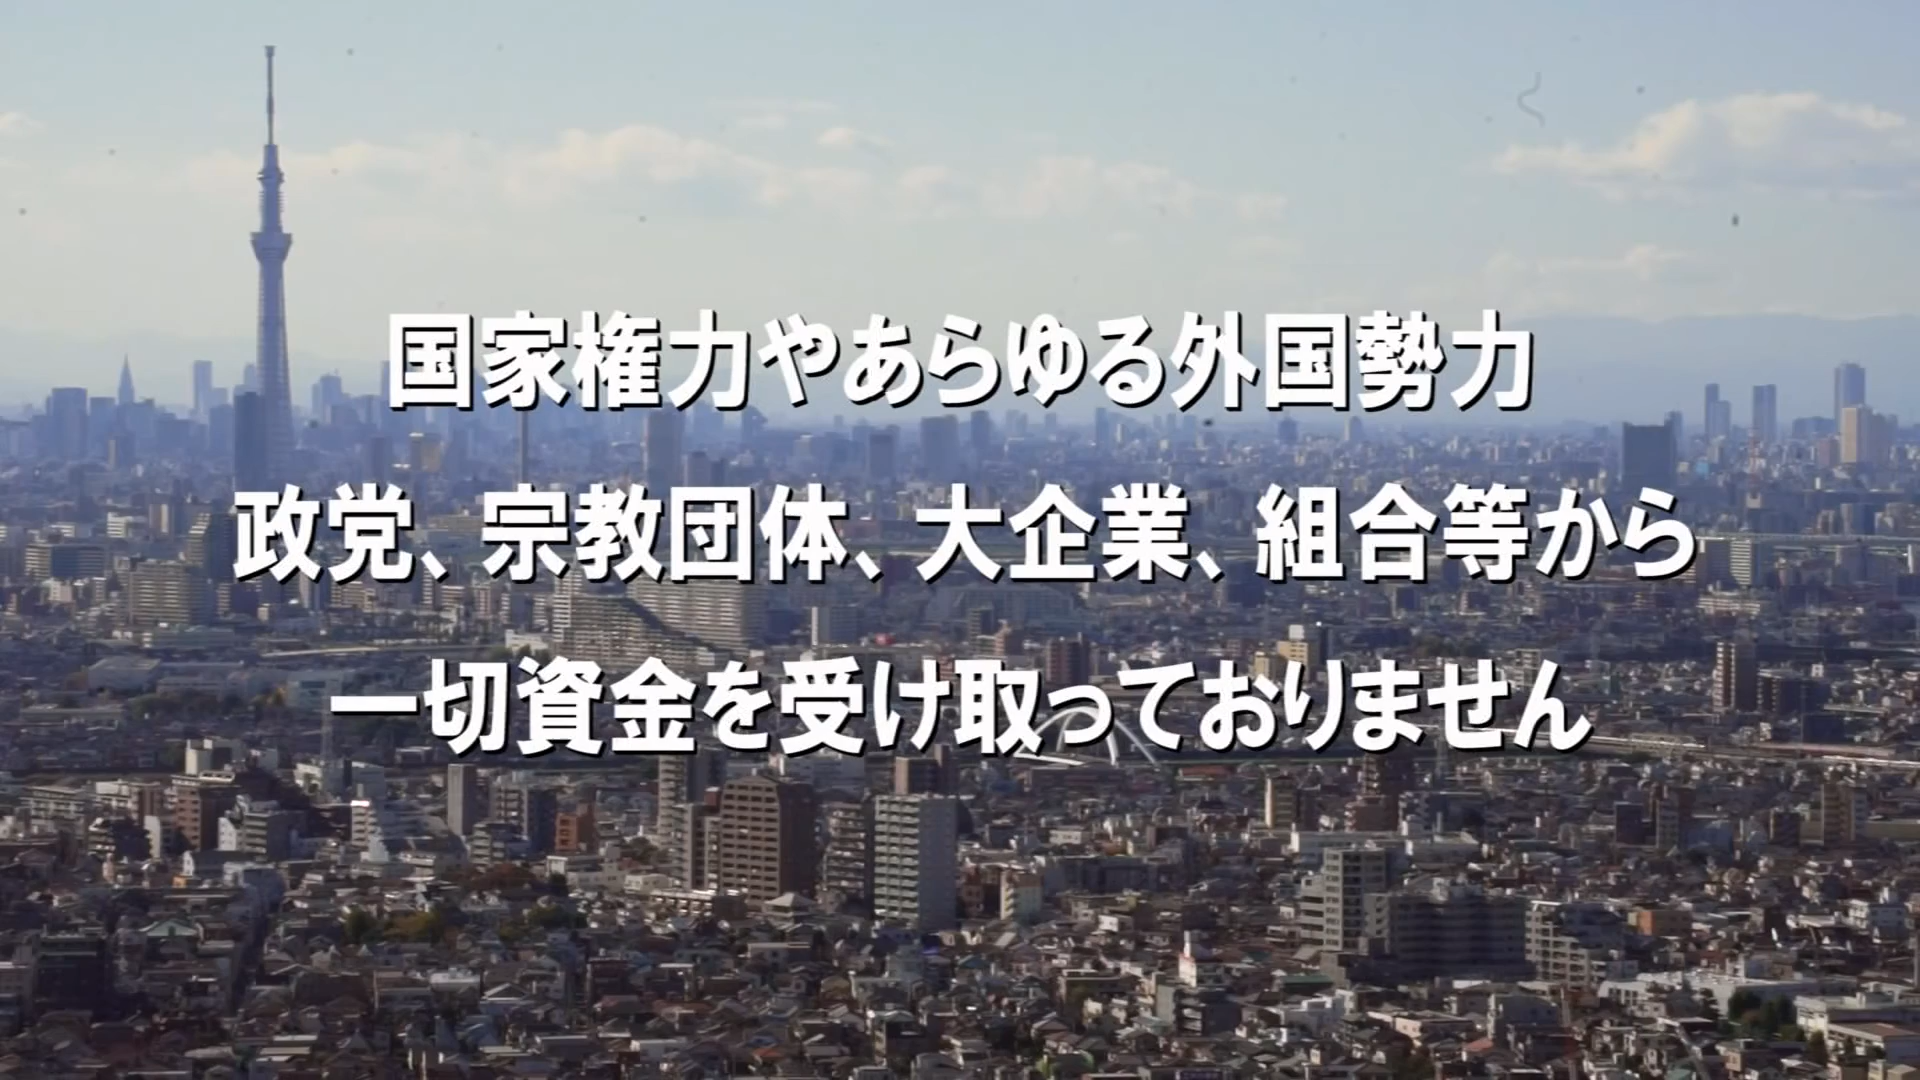 国家権力やあらゆる外国勢力
政党、宗教団体、大企業、組合等から
一切資金を受け取っておりません